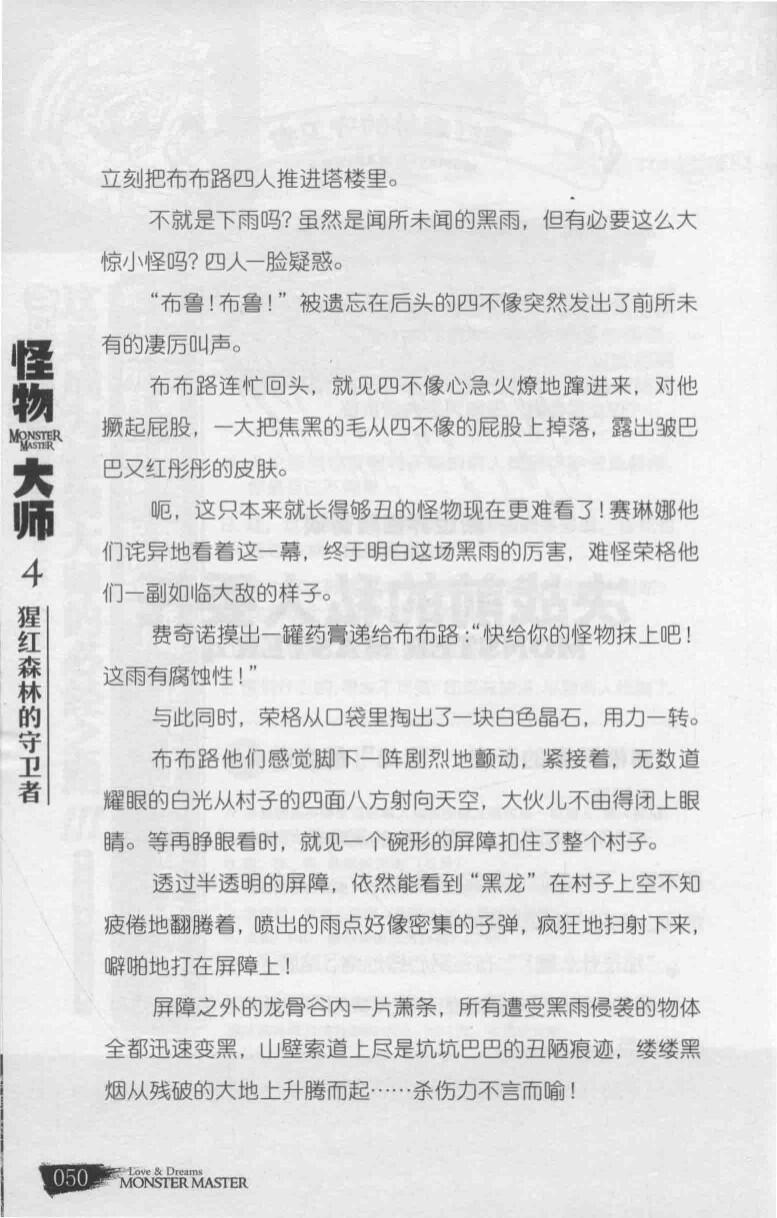 立刻把布布路四人推进塔楼里。
不就是下雨吗？虽然是闻所未闻的黑雨，但有必要这么大
惊小怪吗？四人一脸疑惑。
“布鲁！布鲁！”被遗忘在后头的四不像突然发出了前所未
有的凄厉叫声。
布布路连忙回头，就见四不像心急火燎地蹿进来，对他
撅起屁股，一大把焦黑的毛从四不像的屁股上掉落，露出皱巴
巴又红彤彤的皮肤。
呃，这只本来就长得够丑的怪物现在更难看了！赛琳娜他
们诧异地看着这一幕，终于明白这场黑雨的厉害，难怪荣格他
们一副如临大敌的样子。
费奇诺摸出一罐药膏递给布布路：“快给你的怪物抹上吧！
这雨有腐蚀性！”
与此同时，荣格从口袋里掏出了一块白色晶石，用力一转。
布布路他们感觉脚下一阵剧烈地颤动，紧接着，无数道
耀眼的白光从村子的四面八方射向天空，大伙儿不由得闭上眼
睛。等再睁眼看时，就见一个碗形的屏障扣住了整个村子。
透过半透明的屏障，依然能看到“黑龙”在村子上空不知
疲倦地翻腾着，喷出的雨点好像密集的子弹，疯狂地扫射下来，
噼啪地打在屏障上！
屏障之外的龙骨谷内一片萧条，所有遭受黑雨侵袭的物体
全都迅速变黑，山壁索道上尽是坑坑巴巴的丑陋痕迹，缕缕黑
烟从残破的大地上升腾而起……杀伤力不言而喻！
怪物
MONSTER
MASTER
大师
4
猩红森林的守卫者
050
Love & Dreams
MONSTER MASTER